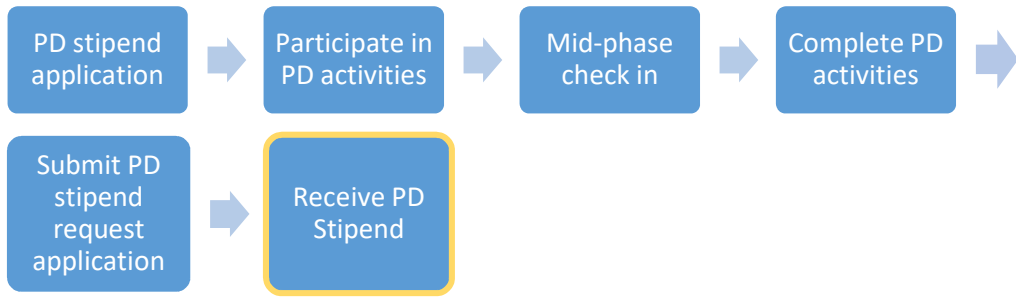 PD stipend
application
Participate in
PD activities
Mid-phase
check in
Complete PD
activities
Submit PD
stipend
request
application
Receive PD
Stipend